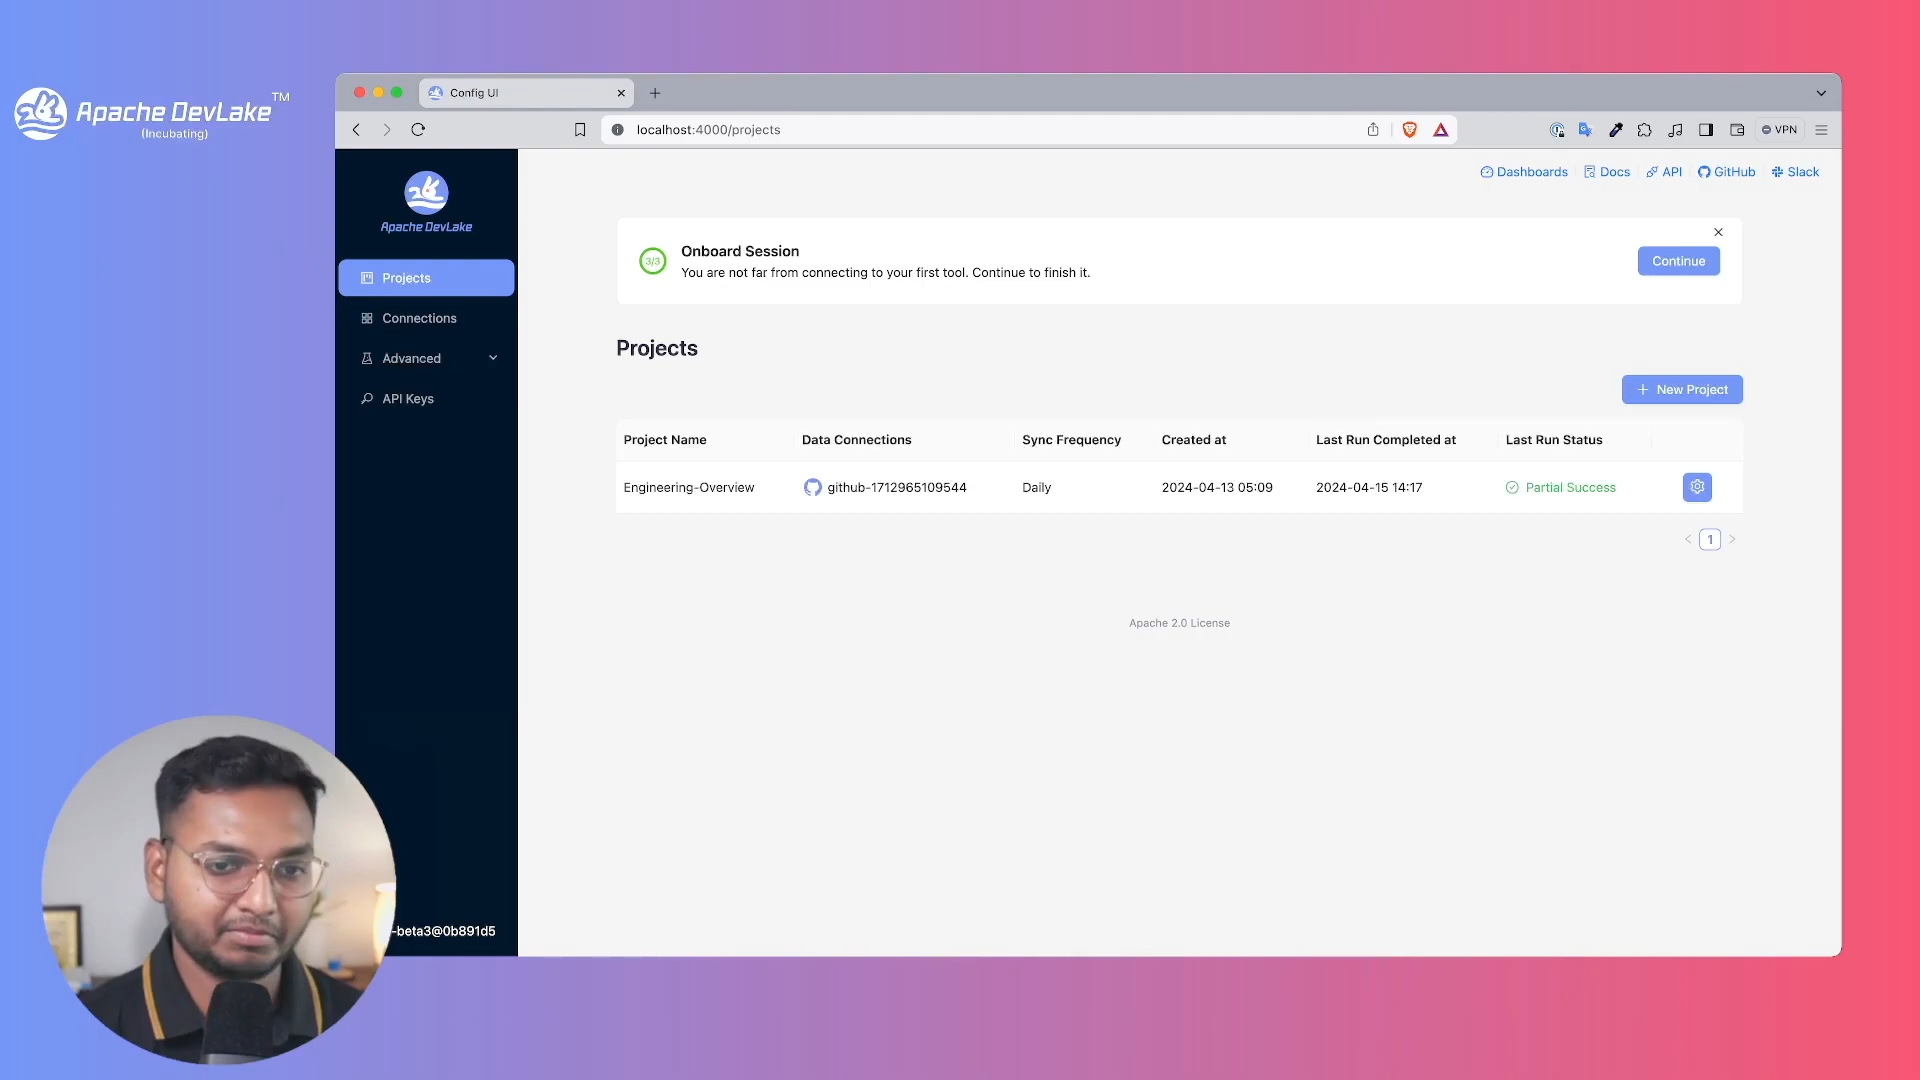 Apache DevLake™
(Incubating)
Config UI
localhost:4000/projects
VPN
Apache DevLake
Projects
Connections
Advanced
API Keys
-beta3@0b891d5
Dashboards
Docs
API
GitHub
Slack
3/3
Onboard Session
You are not far from connecting to your first tool. Continue to finish it.
Continue
Projects
New Project
Project Name Data Connections Sync Frequency Created at Last Run Completed at Last Run Status
Engineering-Overview github-1712965109544 Daily 2024-04-13 05:09 2024-04-15 14:17 Partial Success
1
Apache 2.0 License